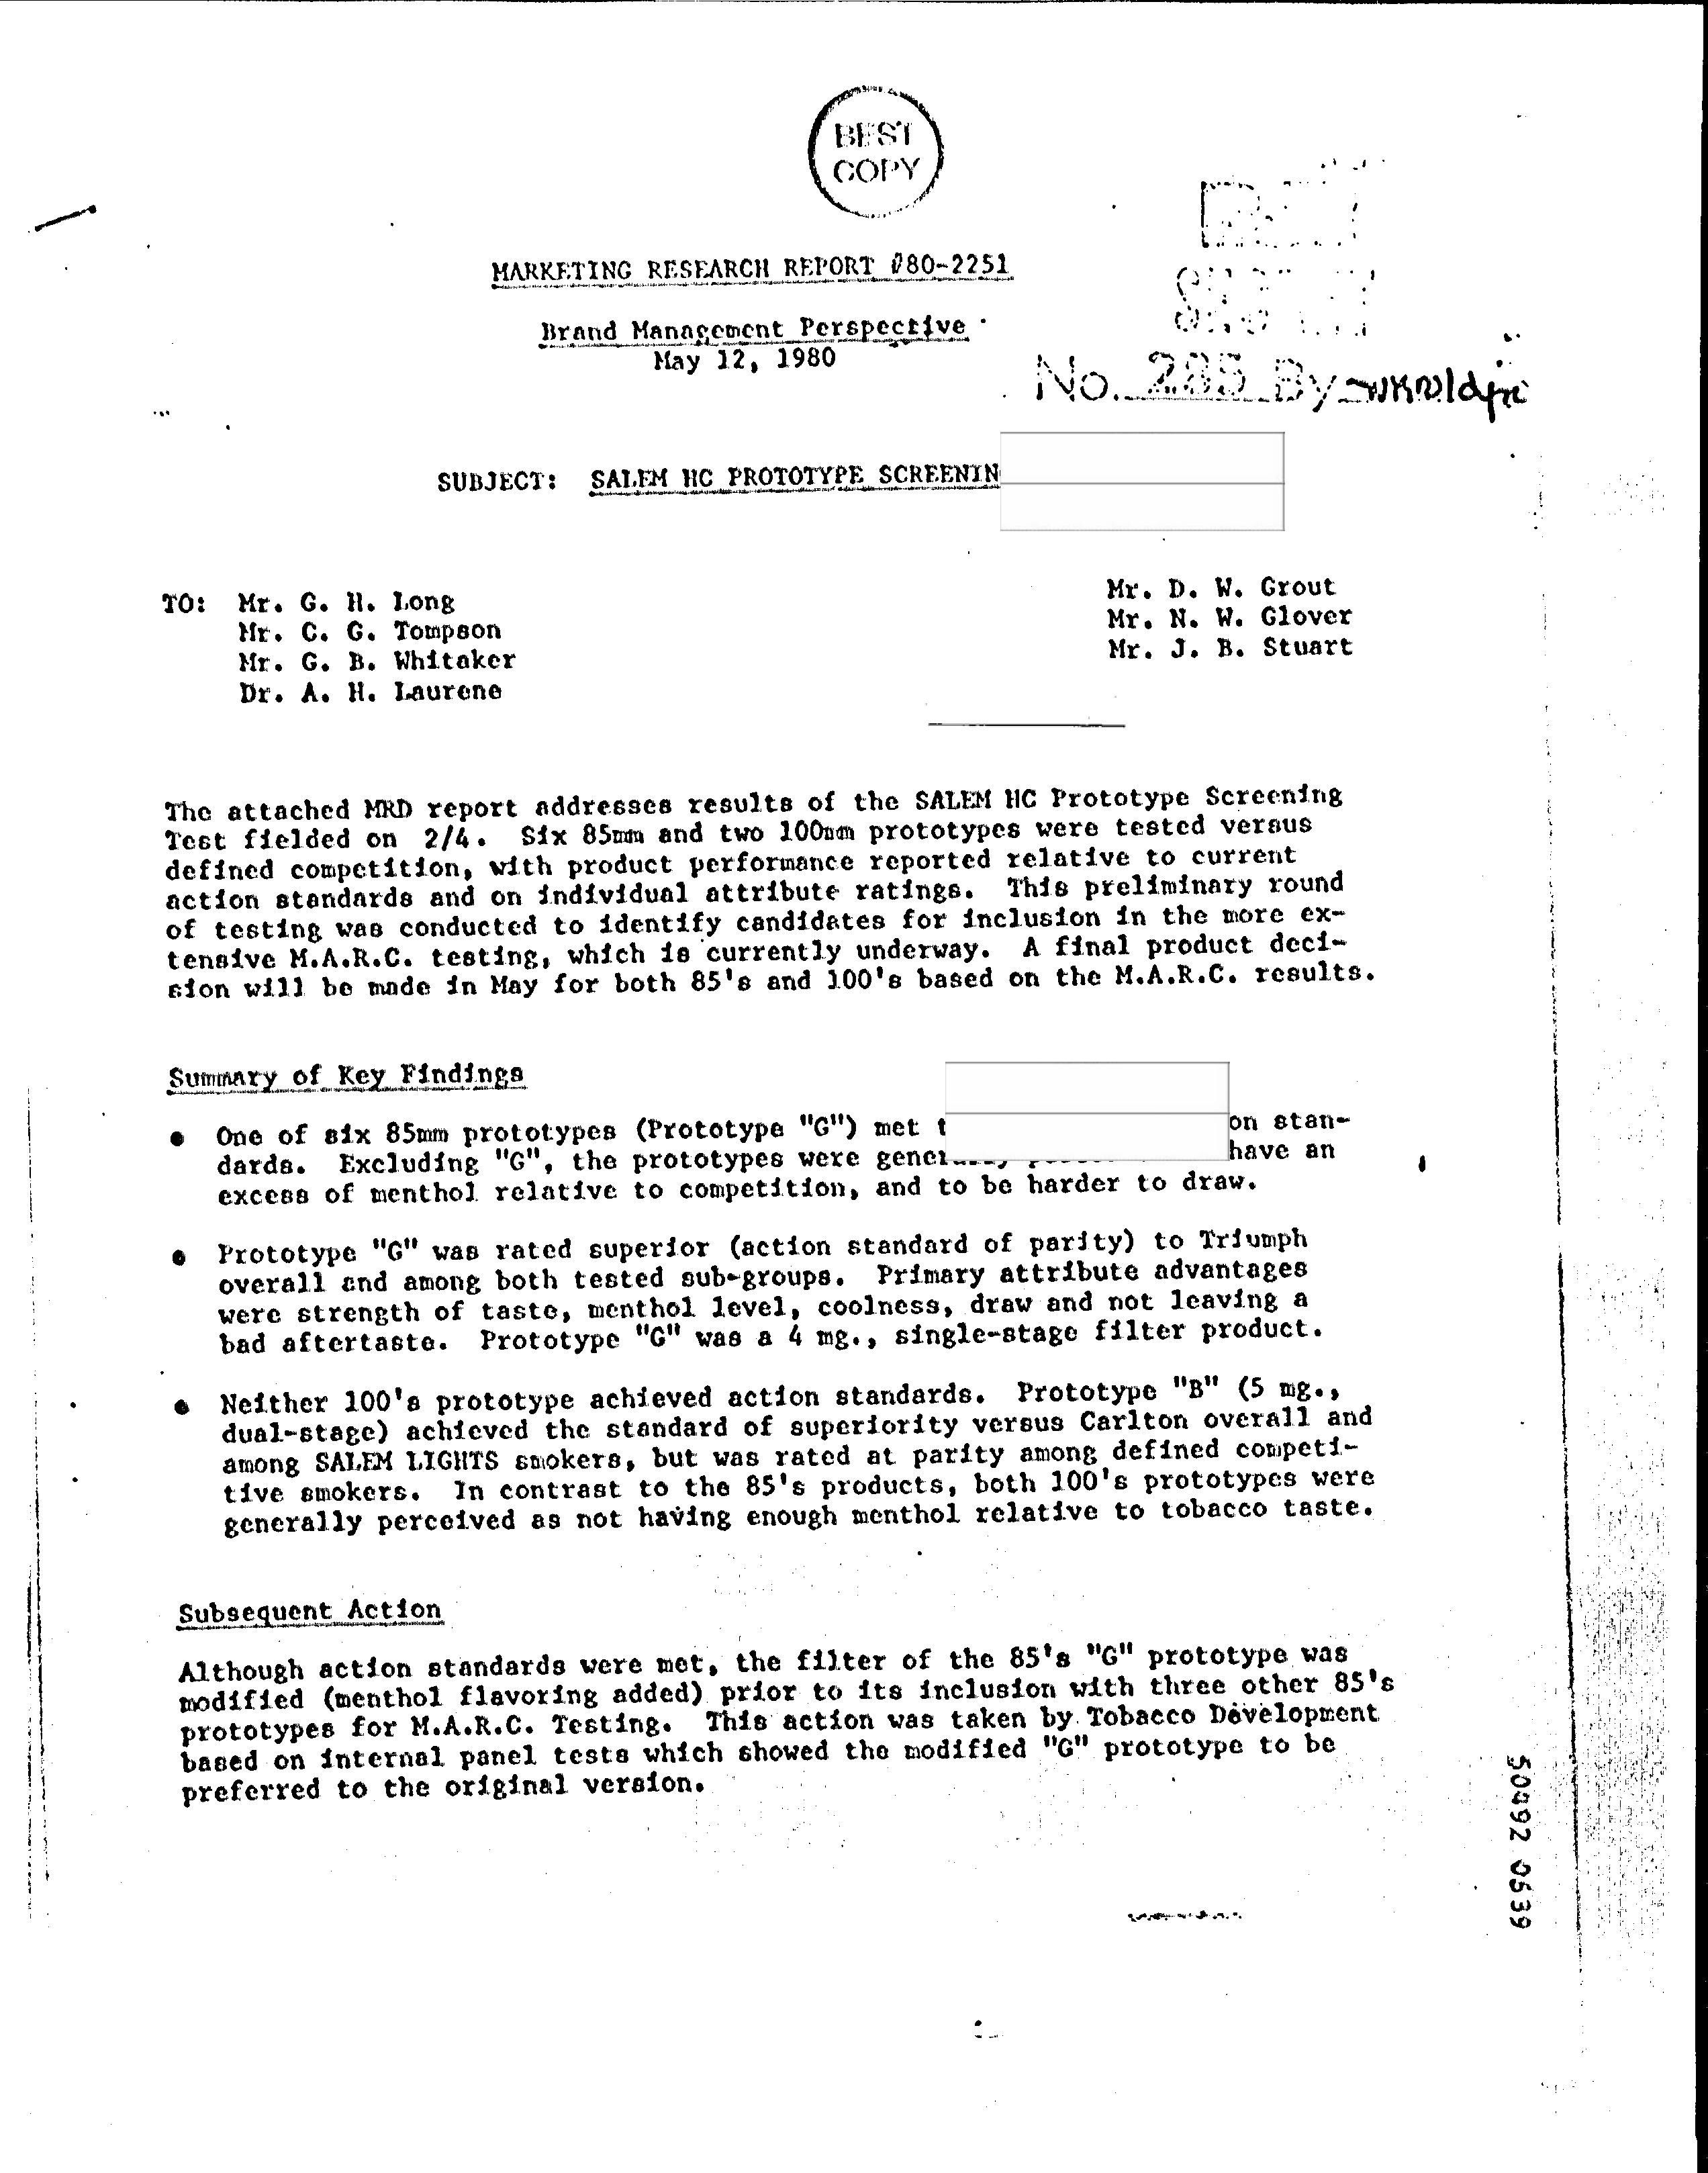 BEST
COPY
MARKETING RESEARCH REPORT #80-2251
Brand Management Perspective
May 12, 1980
No. 285 By
SUBJECT: SALEM HC PROTOTYPE SCREENIN
TO: Mr. G. H. Long
Mr. C. G. Tompson
Mr. G. B. Whitaker
Dr. A. H. Laurene
Mr. D. W. Grout
Mr. N. W. Glover
Mr. J. B. Stuart
The attached MRD report addresses results of the SALEM HC Prototype Screening
Test fielded on 2/4. Six 85mm and two 100mm prototypes were tested versus
defined competition, with product performance reported relative to current
action standards and on individual attribute ratings. This preliminary round
of testing was conducted to identify candidates for inclusion in the more ex-
tensive M.A.R.C. testing, which is currently underway. A final product deci-
sion will be made in May for both 85's and 100's based on the M.A.R.C. results.
Summary of Key Findings
• One of six 85mm prototypes (Prototype "G") met on stan-
dards. Excluding "G", the prototypes were have an
excess of menthol relative to competition, and to be harder to draw.
• Prototype "G" was rated superior (action standard of parity) to Triumph
overall and among both tested sub-groups. Primary attribute advantages
were strength of taste, menthol level, coolness, draw and not leaving a
bad aftertaste. Prototype "G" was a 4 mg., single-stage filter product.
• Neither 100's prototype achieved action standards. Prototype "B" (5 mg.,
dual-stage) achieved the standard of superiority versus Carlton overall and
among SALEM LIGHTS smokers, but was rated at parity among defined competi-
tive smokers. In contrast to the 85's products, both 100's prototypes were
generally perceived as not having enough menthol relative to tobacco taste.
Subsequent Action
Although action standards were met, the filter of the 85's "G" prototype was
modified (menthol flavoring added) prior to its inclusion with three other 85's
prototypes for M.A.R.C. Testing. This action was taken by Tobacco Development
based on internal panel tests which showed the modified "G" prototype to be
preferred to the original version.
50492 0539